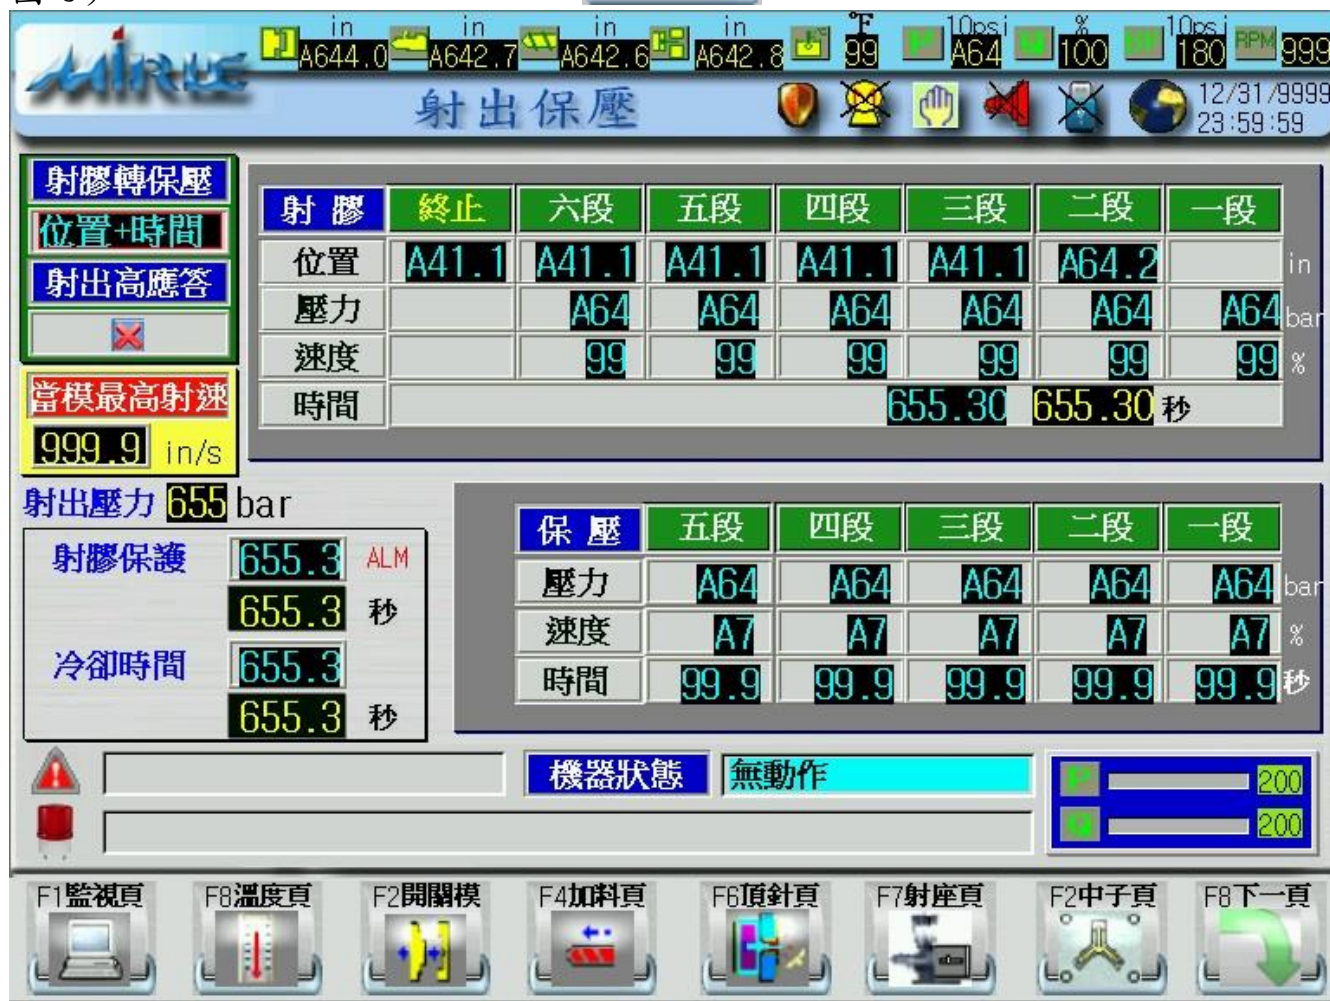 in in in in °F 10psi % 10psi
A644.0 A642.7 A642.6 A642.8 99 A64 100 180 RPM 999
MIRLE
射出保壓
12/31/9999
23:59:59
射膠轉保壓
位置+時間
射出高應答
當模最高射速
999.9 in/s
射膠 終止 六段 五段 四段 三段 二段 一段
位置 A41.1 A41.1 A41.1 A41.1 A41.1 A64.2 in
壓力 A64 A64 A64 A64 A64 A64 bar
速度 99 99 99 99 99 99 %
時間 655.30 655.30 秒
射出壓力 655 bar
射膠保護 655.3 ALM
655.3 秒
冷卻時間 655.3
655.3 秒
保壓 五段 四段 三段 二段 一段
壓力 A64 A64 A64 A64 A64 bar
速度 A7 A7 A7 A7 A7 %
時間 99.9 99.9 99.9 99.9 99.9 秒
機器狀態 無動作
P 200
Q 200
F1監視頁 F8溫度頁 F2開關模 F4加料頁 F6頂針頁 F7射座頁 F2中子頁 F8下一頁